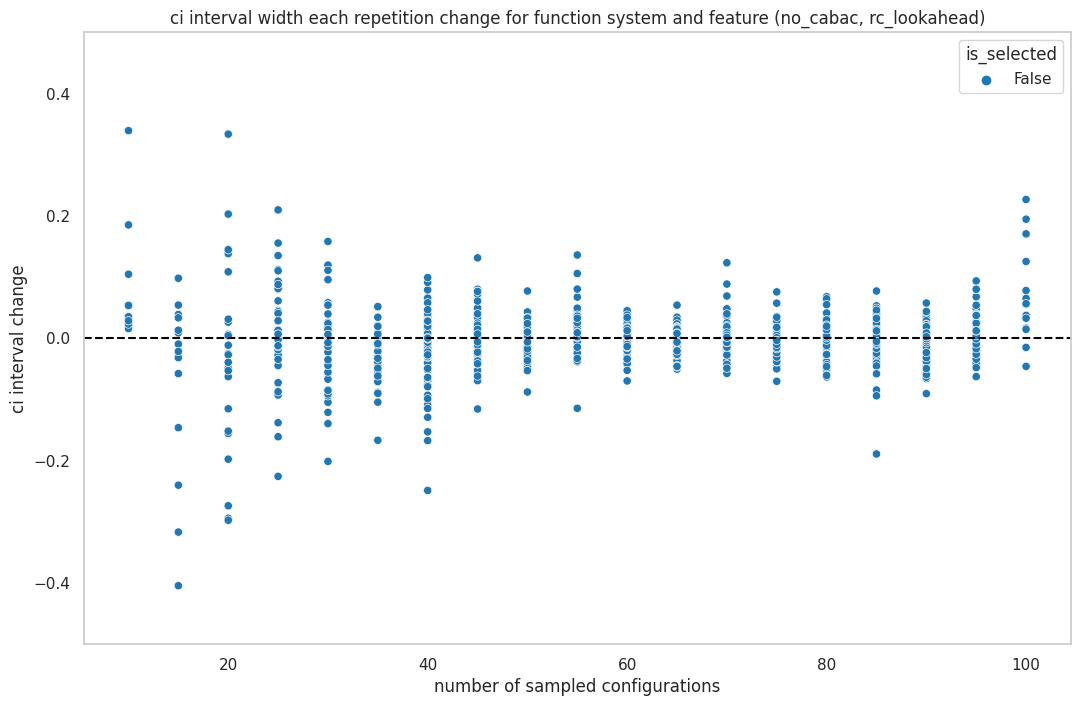 ci interval width each repetition change for function system and feature (no_cabac, rc_lookahead)
is_selected
False
0.4
0.2
0.0
−0.2
−0.4
ci interval change
20
40
60
80
100
number of sampled configurations